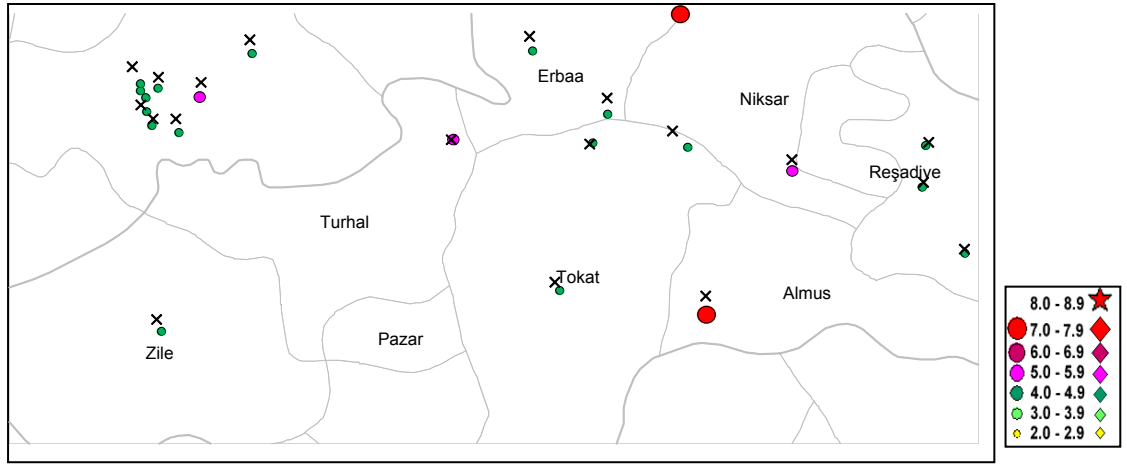 Erbaa
Niksar
Reşadiye
Turhal
Tokat
Almus
Pazar
Zile
8.0 - 8.9
7.0 - 7.9
6.0 - 6.9
5.0 - 5.9
4.0 - 4.9
3.0 - 3.9
2.0 - 2.9